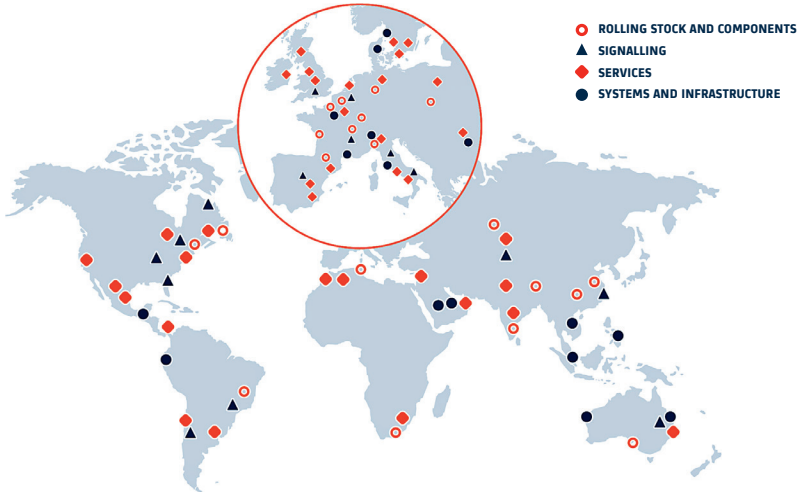 ROLLING STOCK AND COMPONENTS
SIGNALLING
SERVICES
SYSTEMS AND INFRASTRUCTURE